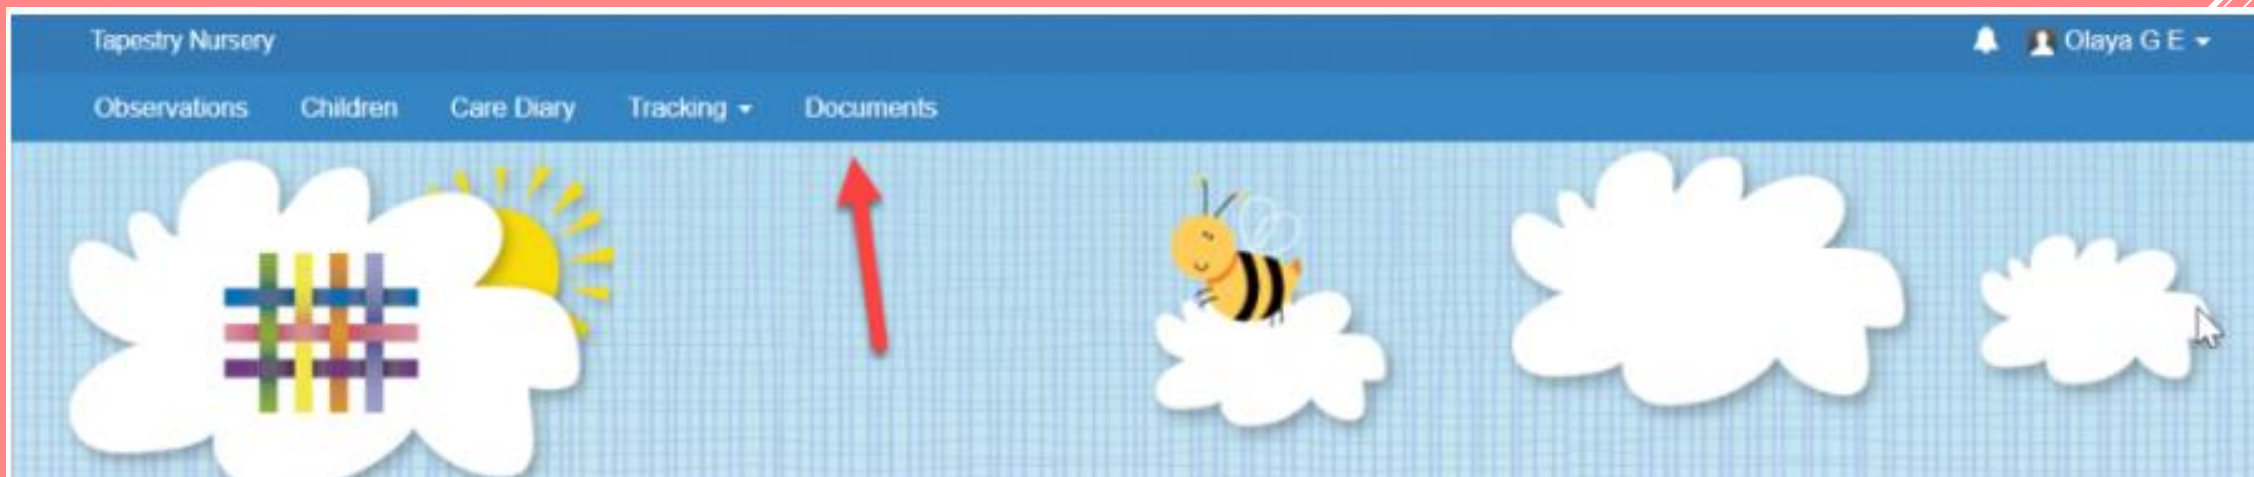 Tapestry Nursery
Olaya G E
Observations Children Care Diary Tracking Documents